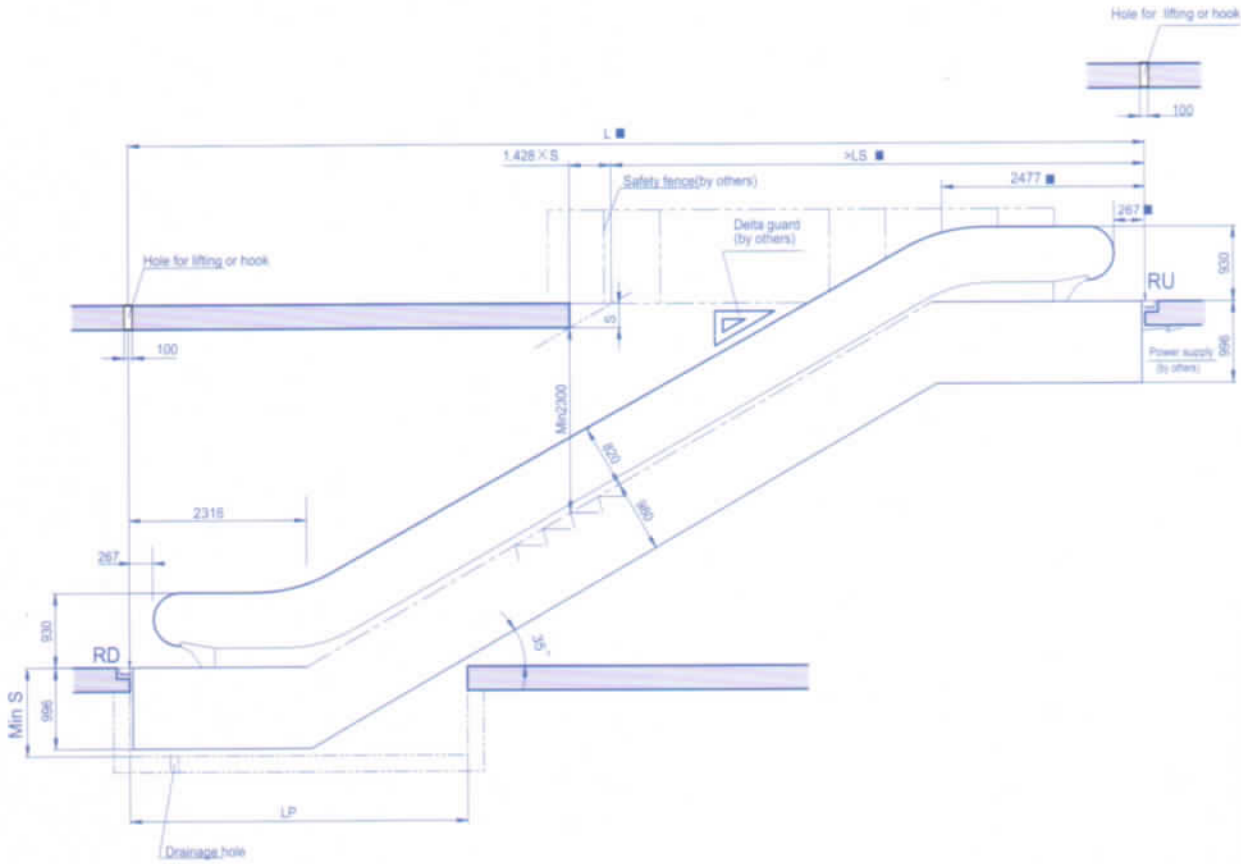 Hole for lifting or hook
100
L ■
1.428×S
>LS ■
Safety fence(by others)
2477 ■
267 ■
Delta guard
(by others)
Hole for lifting or hook
930
RU
S
100
996
Power supply
(by others)
Min2300
820
980
2316
267
930
35°
RD
996
Min S
LP
Drainage hole